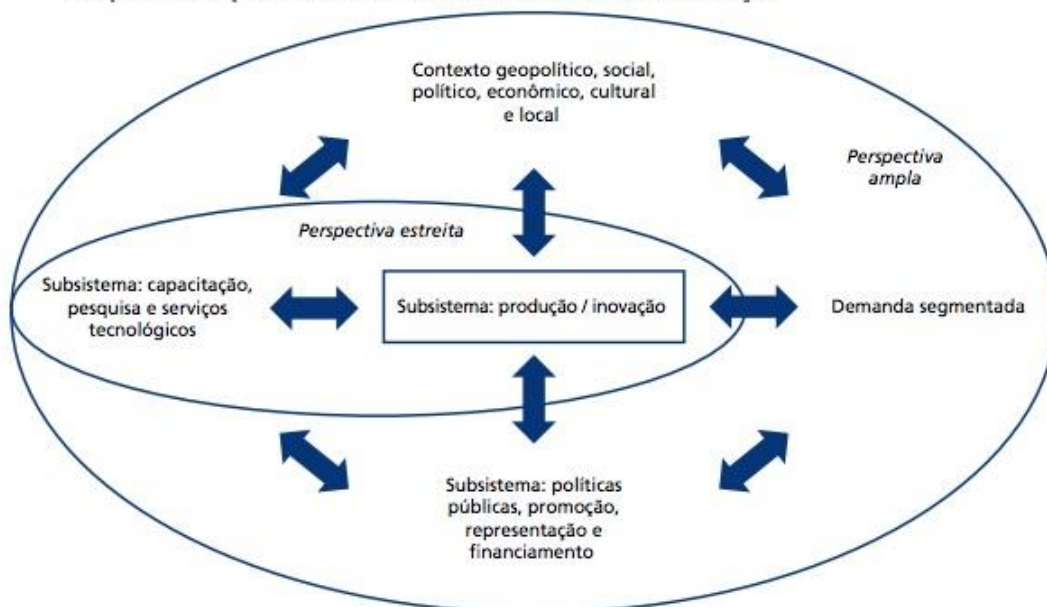 Contexto geopolítico, social,
político, econômico, cultural
e local
Perspectiva
ampla
Perspectiva estreita
Subsistema: capacitação,
pesquisa e serviços
tecnológicos
Subsistema: produção / inovação
Demanda segmentada
Subsistema: políticas
públicas, promoção,
representação e
financiamento